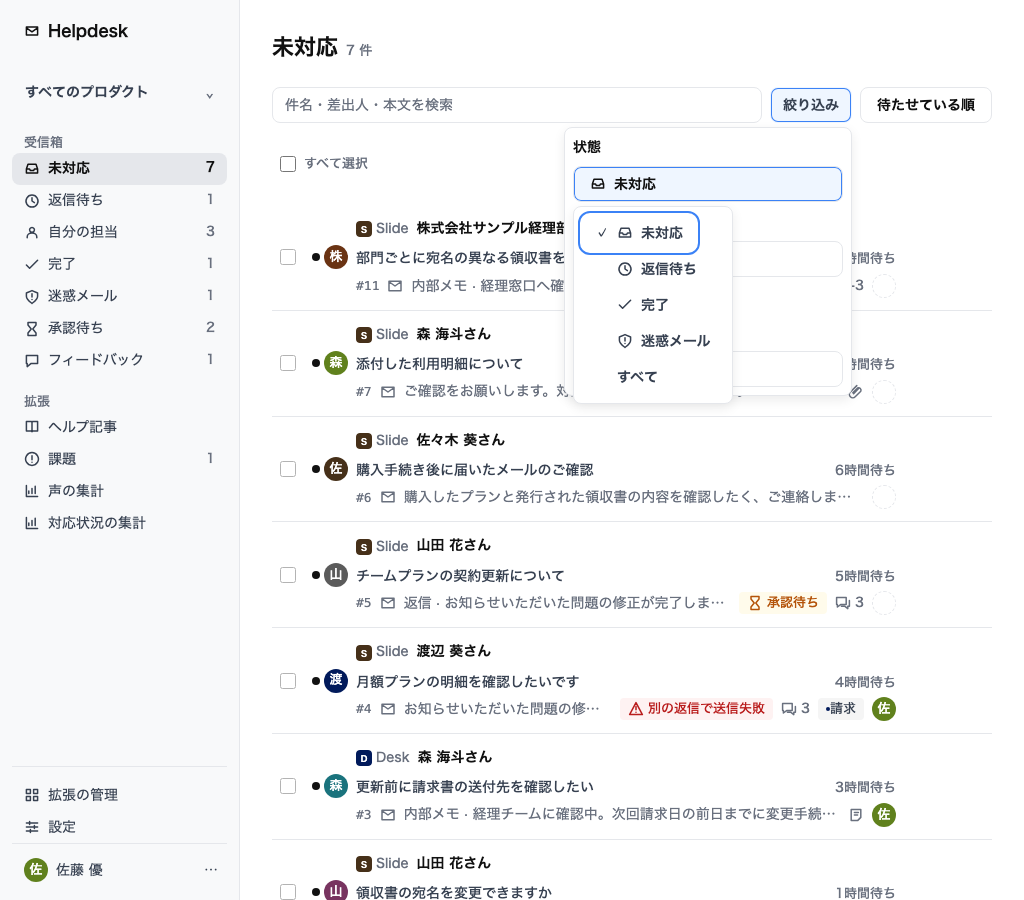 Helpdesk
すべてのプロダクト
受信箱
未対応 7
返信待ち 1
自分の担当 3
完了 1
迷惑メール 1
承認待ち 2
フィードバック 1
拡張
ヘルプ記事
課題 1
声の集計
対応状況の集計
拡張の管理
設定
佐 佐藤 優 …
未対応 7 件
件名・差出人・本文を検索 絞り込み 待たせている順
状態
未対応
✓ 未対応
返信待ち
完了
迷惑メール
すべて
すべて選択
S Slide 株式会社サンプル経理部
株 部門ごとに宛名の異なる領収書を 時間待ち
#11 内部メモ · 経理窓口へ確 3
S Slide 森 海斗さん
森 添付した利用明細について 時間待ち
#7 ご確認をお願いします。対
S Slide 佐々木 葵さん
佐 購入手続き後に届いたメールのご確認 6時間待ち
#6 購入したプランと発行された領収書の内容を確認したく、ご連絡しま…
S Slide 山田 花さん
山 チームプランの契約更新について 5時間待ち
#5 返信 · お知らせいただいた問題の修正が完了しま… 承認待ち 3
S Slide 渡辺 葵さん
渡 月額プランの明細を確認したいです 4時間待ち
#4 お知らせいただいた問題の修… 別の返信で送信失敗 3 •請求 佐
D Desk 森 海斗さん
森 更新前に請求書の送付先を確認したい 3時間待ち
#3 内部メモ · 経理チームに確認中。次回請求日の前日までに変更手続… 佐
S Slide 山田 花さん
山 領収書の宛名を変更できますか 1時間待ち